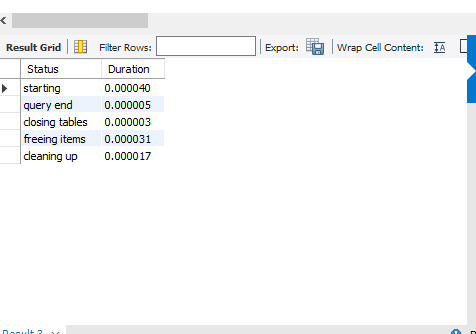 Result Grid Filter Rows: Export: Wrap Cell Content: IA
Status Duration
starting 0.000040
query end 0.000005
closing tables 0.000003
freeing items 0.000031
cleaning up 0.000017
Result 3